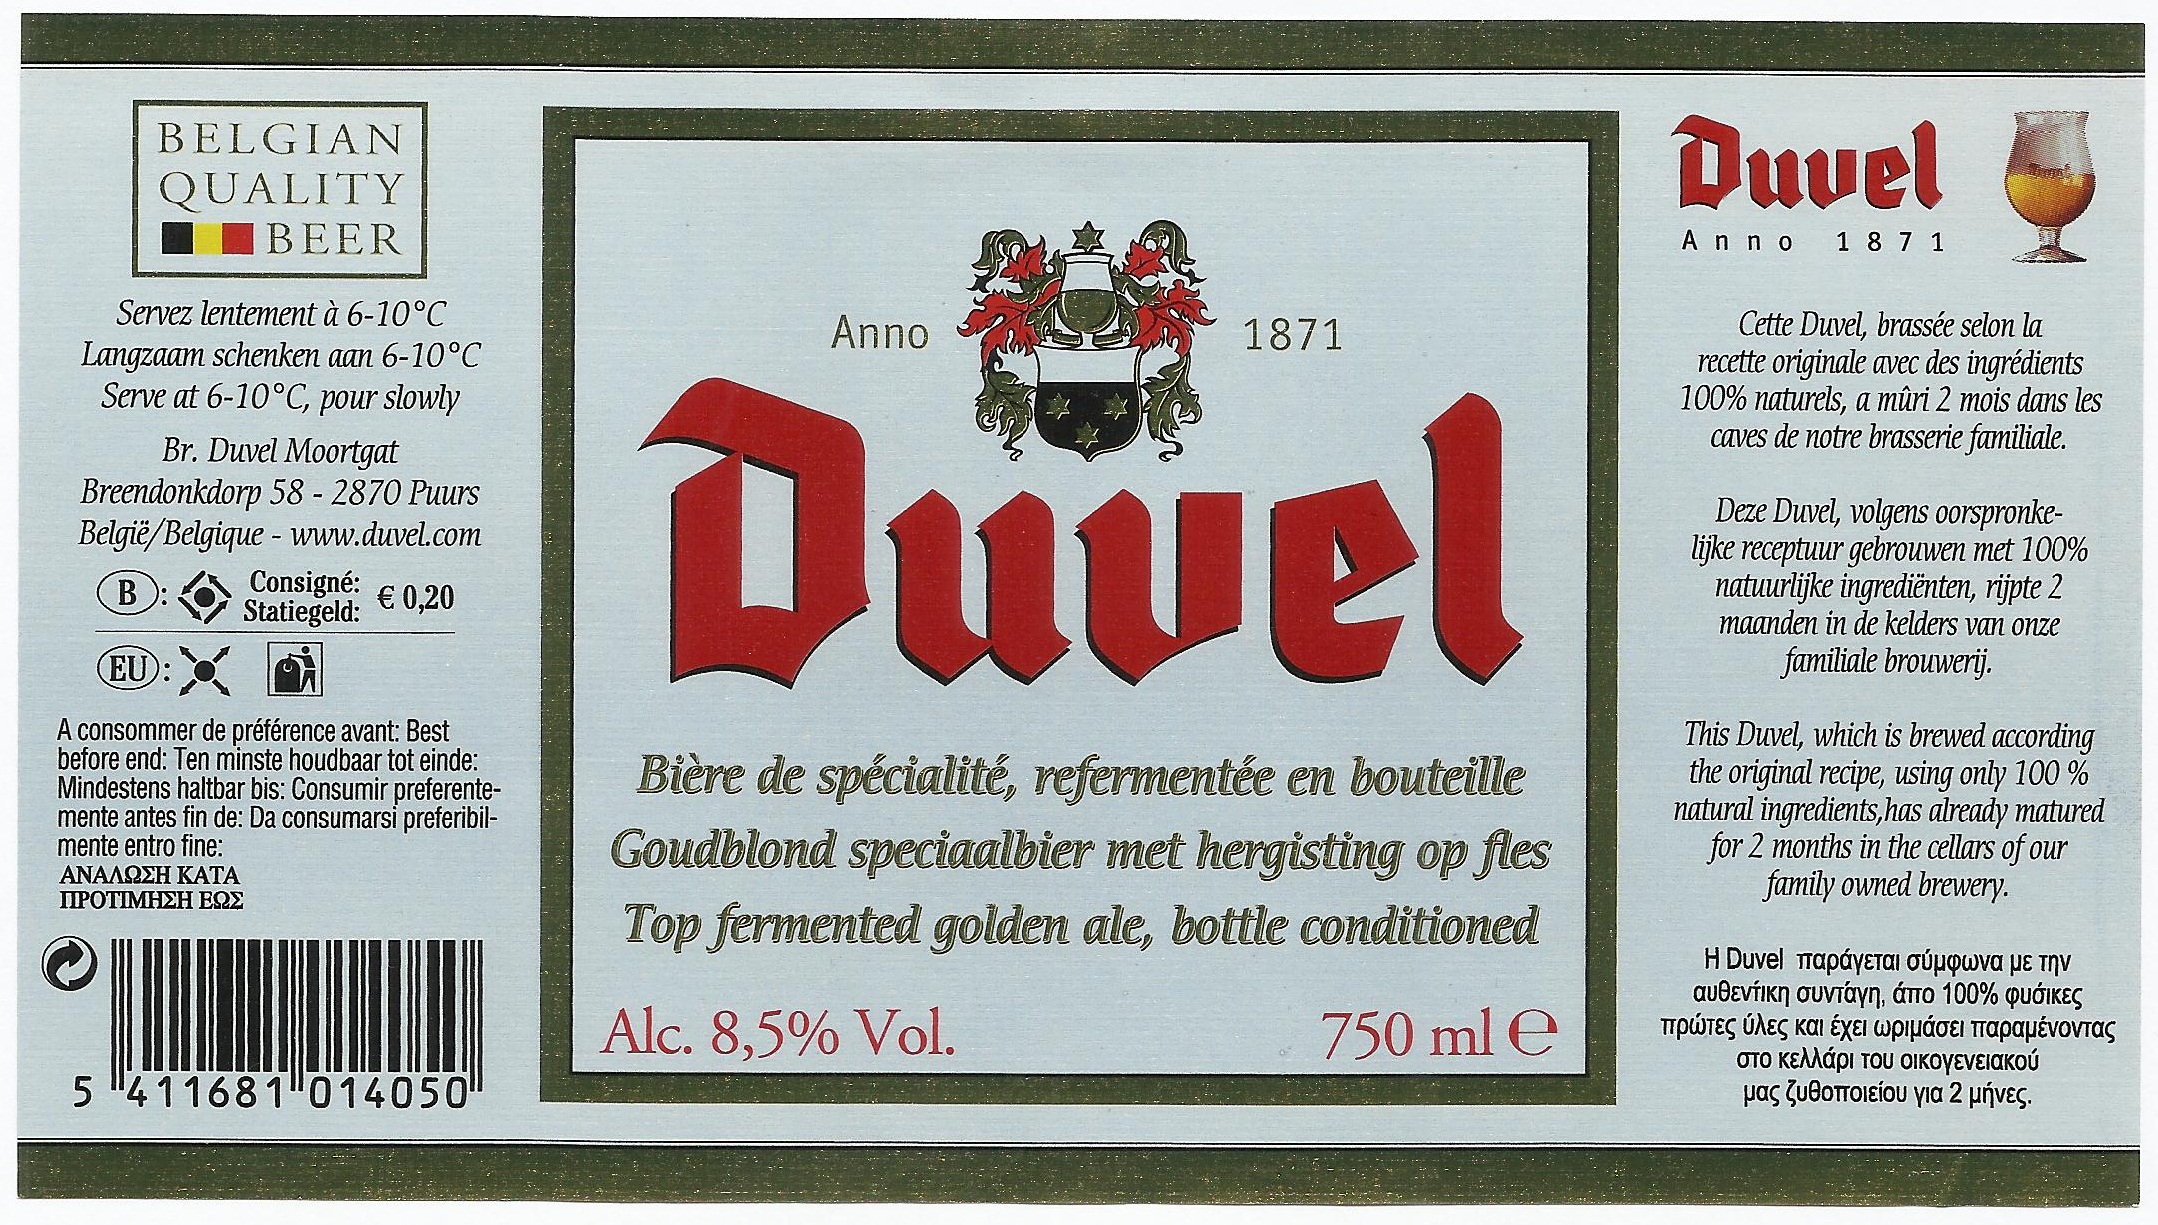 BELGIAN
QUALITY
BEER
Servez lentement à 6-10°C
Langzaam schenken aan 6-10°C
Serve at 6-10°C, pour slowly
Br. Duvel Moortgat
Breendonkdorp 58 - 2870 Puurs
België/Belgique - www.duvel.com
B : Consigné: € 0,20
Statiegeld:
EU :
A consommer de préférence avant: Best
before end: Ten minste houdbaar tot einde:
Mindestens haltbar bis: Consumir preferente-
mente antes fin de: Da consumarsi preferibil-
mente entro fine:
ΑΝΑΛΩΣΗ ΚΑΤΑ
ΠΡΟΤΙΜΗΣΗ ΕΩΣ
5 411681 014050
Anno 1871
Duvel
Bière de spécialité, refermentée en bouteille
Goudblond speciaalbier met hergisting op fles
Top fermented golden ale, bottle conditioned
Alc. 8,5% Vol. 750 ml e
Duvel
Anno 1871
Cette Duvel, brassée selon la
recette originale avec des ingrédients
100% naturels, a mûri 2 mois dans les
caves de notre brasserie familiale.
Deze Duvel, volgens oorspronke-
lijke receptuur gebrouwen met 100%
natuurlijke ingrediënten, rijpte 2
maanden in de kelders van onze
familiale brouwerij.
This Duvel, which is brewed according
the original recipe, using only 100 %
natural ingredients,has already matured
for 2 months in the cellars of our
family owned brewery.
Η Duvel παράγεται σύμφωνα με την
αυθεντίκη συντάγη, άπο 100% φυσίκες
πρώτες ύλες και έχει ωριμάσει παραμένοντας
στο κελλάρι του οικογενειακού
μας ζυθοποιείου για 2 μήνες.